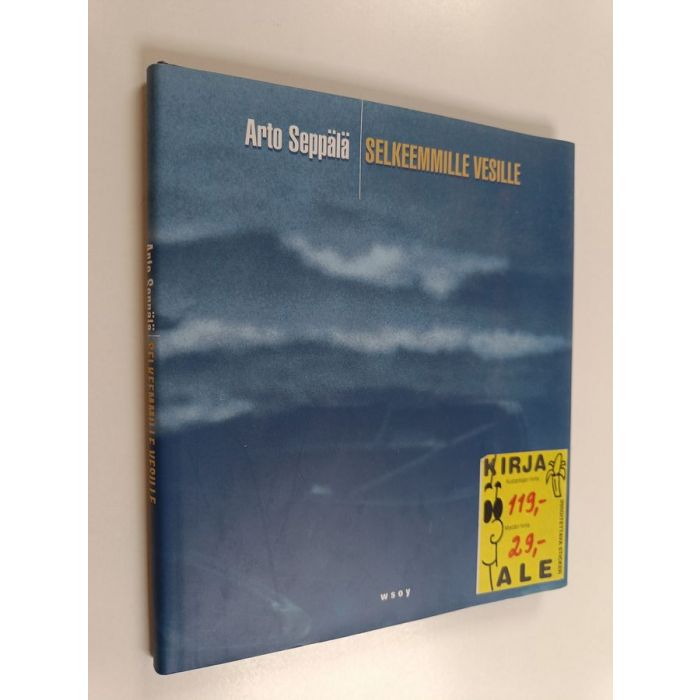 Arto Seppälä
SELKEEMMILLE VESILLE
Arto Seppälä SELKEEMMILLE VESILLE
KIRJA
119,-
29,-
ALE
wsoy